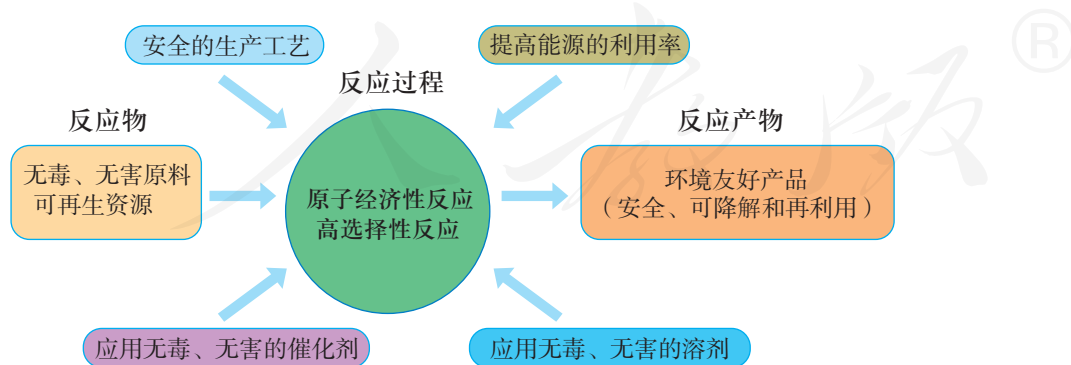 安全的生产工艺
提高能源的利用率
反应过程
反应物
反应产物
无毒、无害原料
可再生资源
原子经济性反应
高选择性反应
环境友好产品
（安全、可降解和再利用）
应用无毒、无害的催化剂
应用无毒、无害的溶剂
人教版®